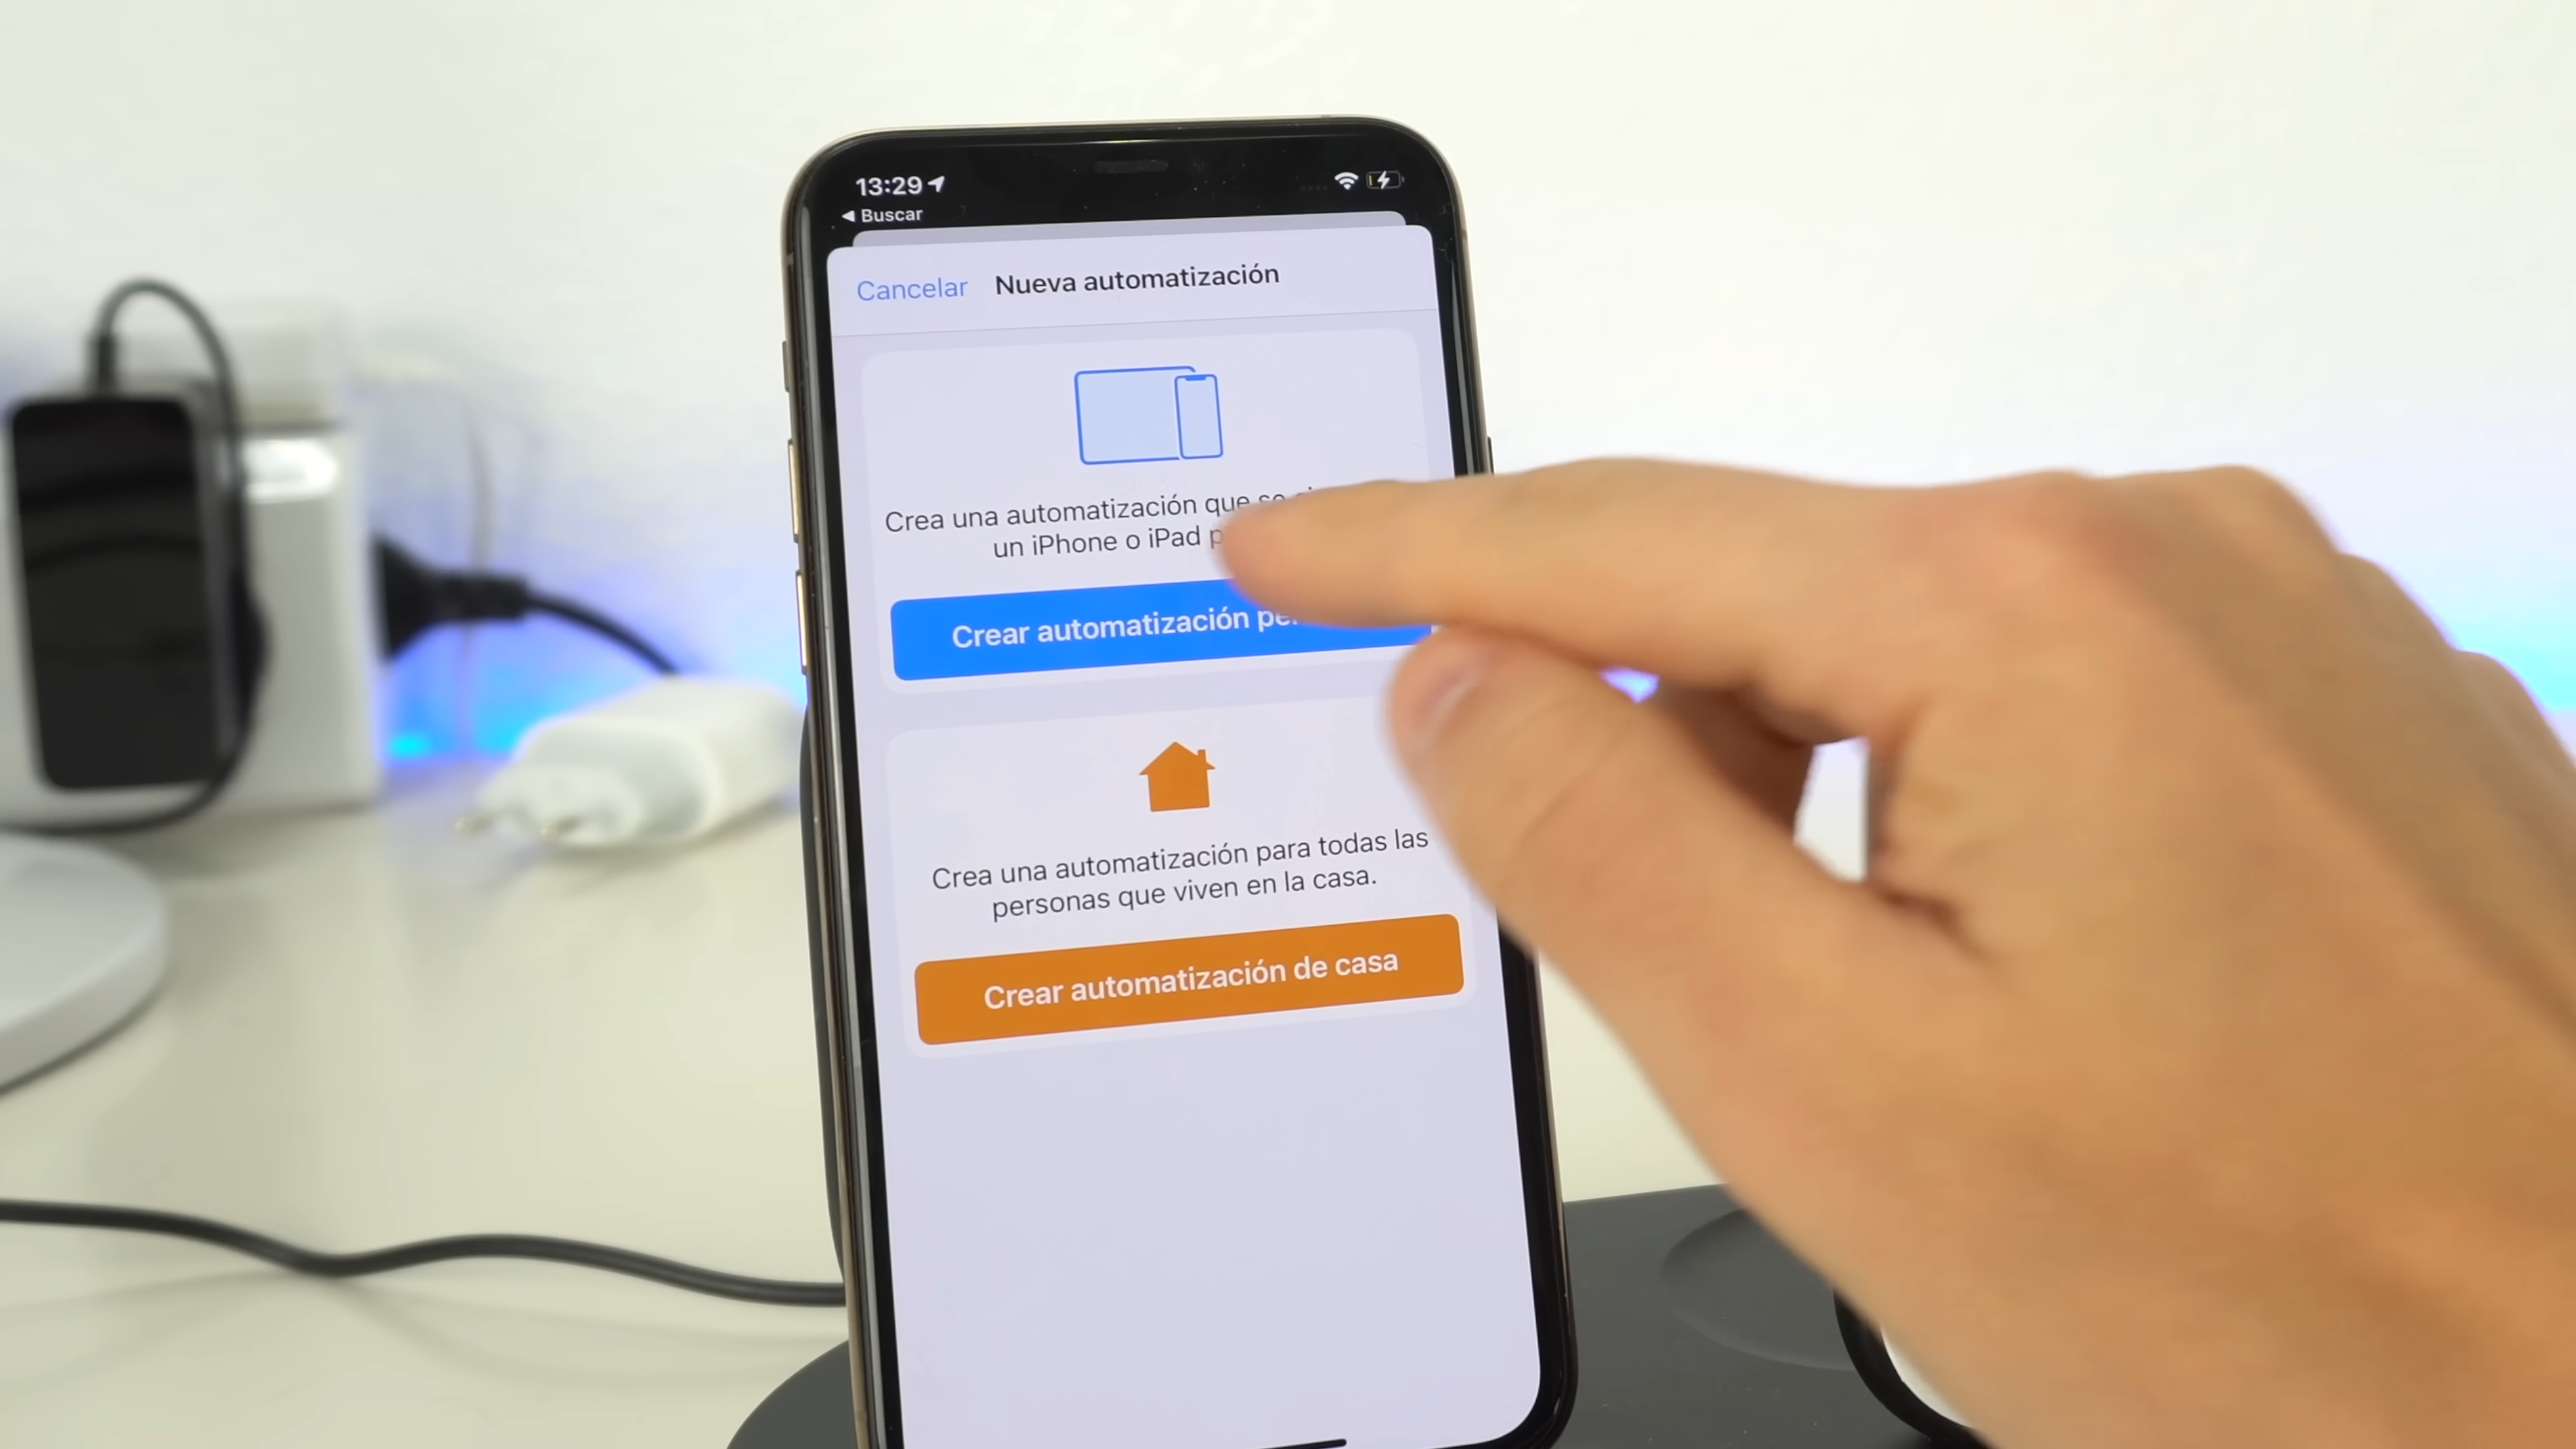 13:29
Buscar
Cancelar
Nueva automatización
Crea una automatización que se
un iPhone o iPad
Crear automatización
Crea una automatización para todas las
personas que viven en la casa.
Crear automatización de casa